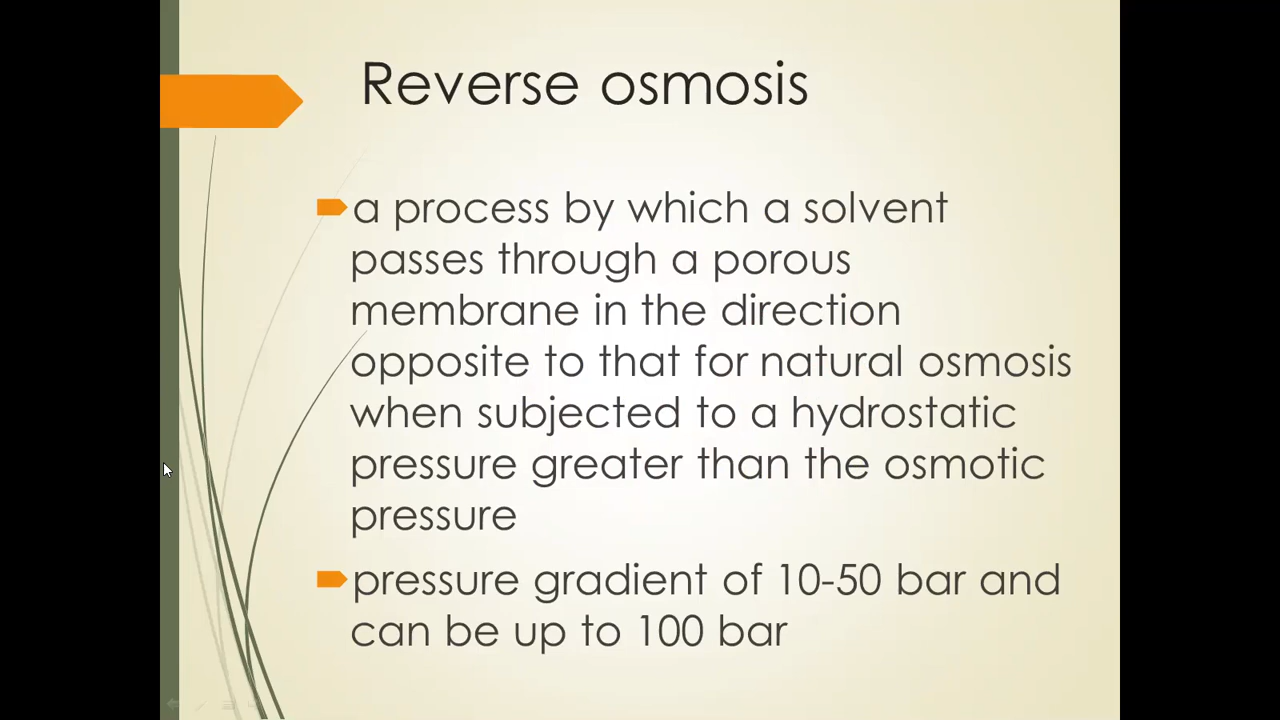 Reverse osmosis
a process by which a solvent
passes through a porous
membrane in the direction
opposite to that for natural osmosis
when subjected to a hydrostatic
pressure greater than the osmotic
pressure
pressure gradient of 10-50 bar and
can be up to 100 bar